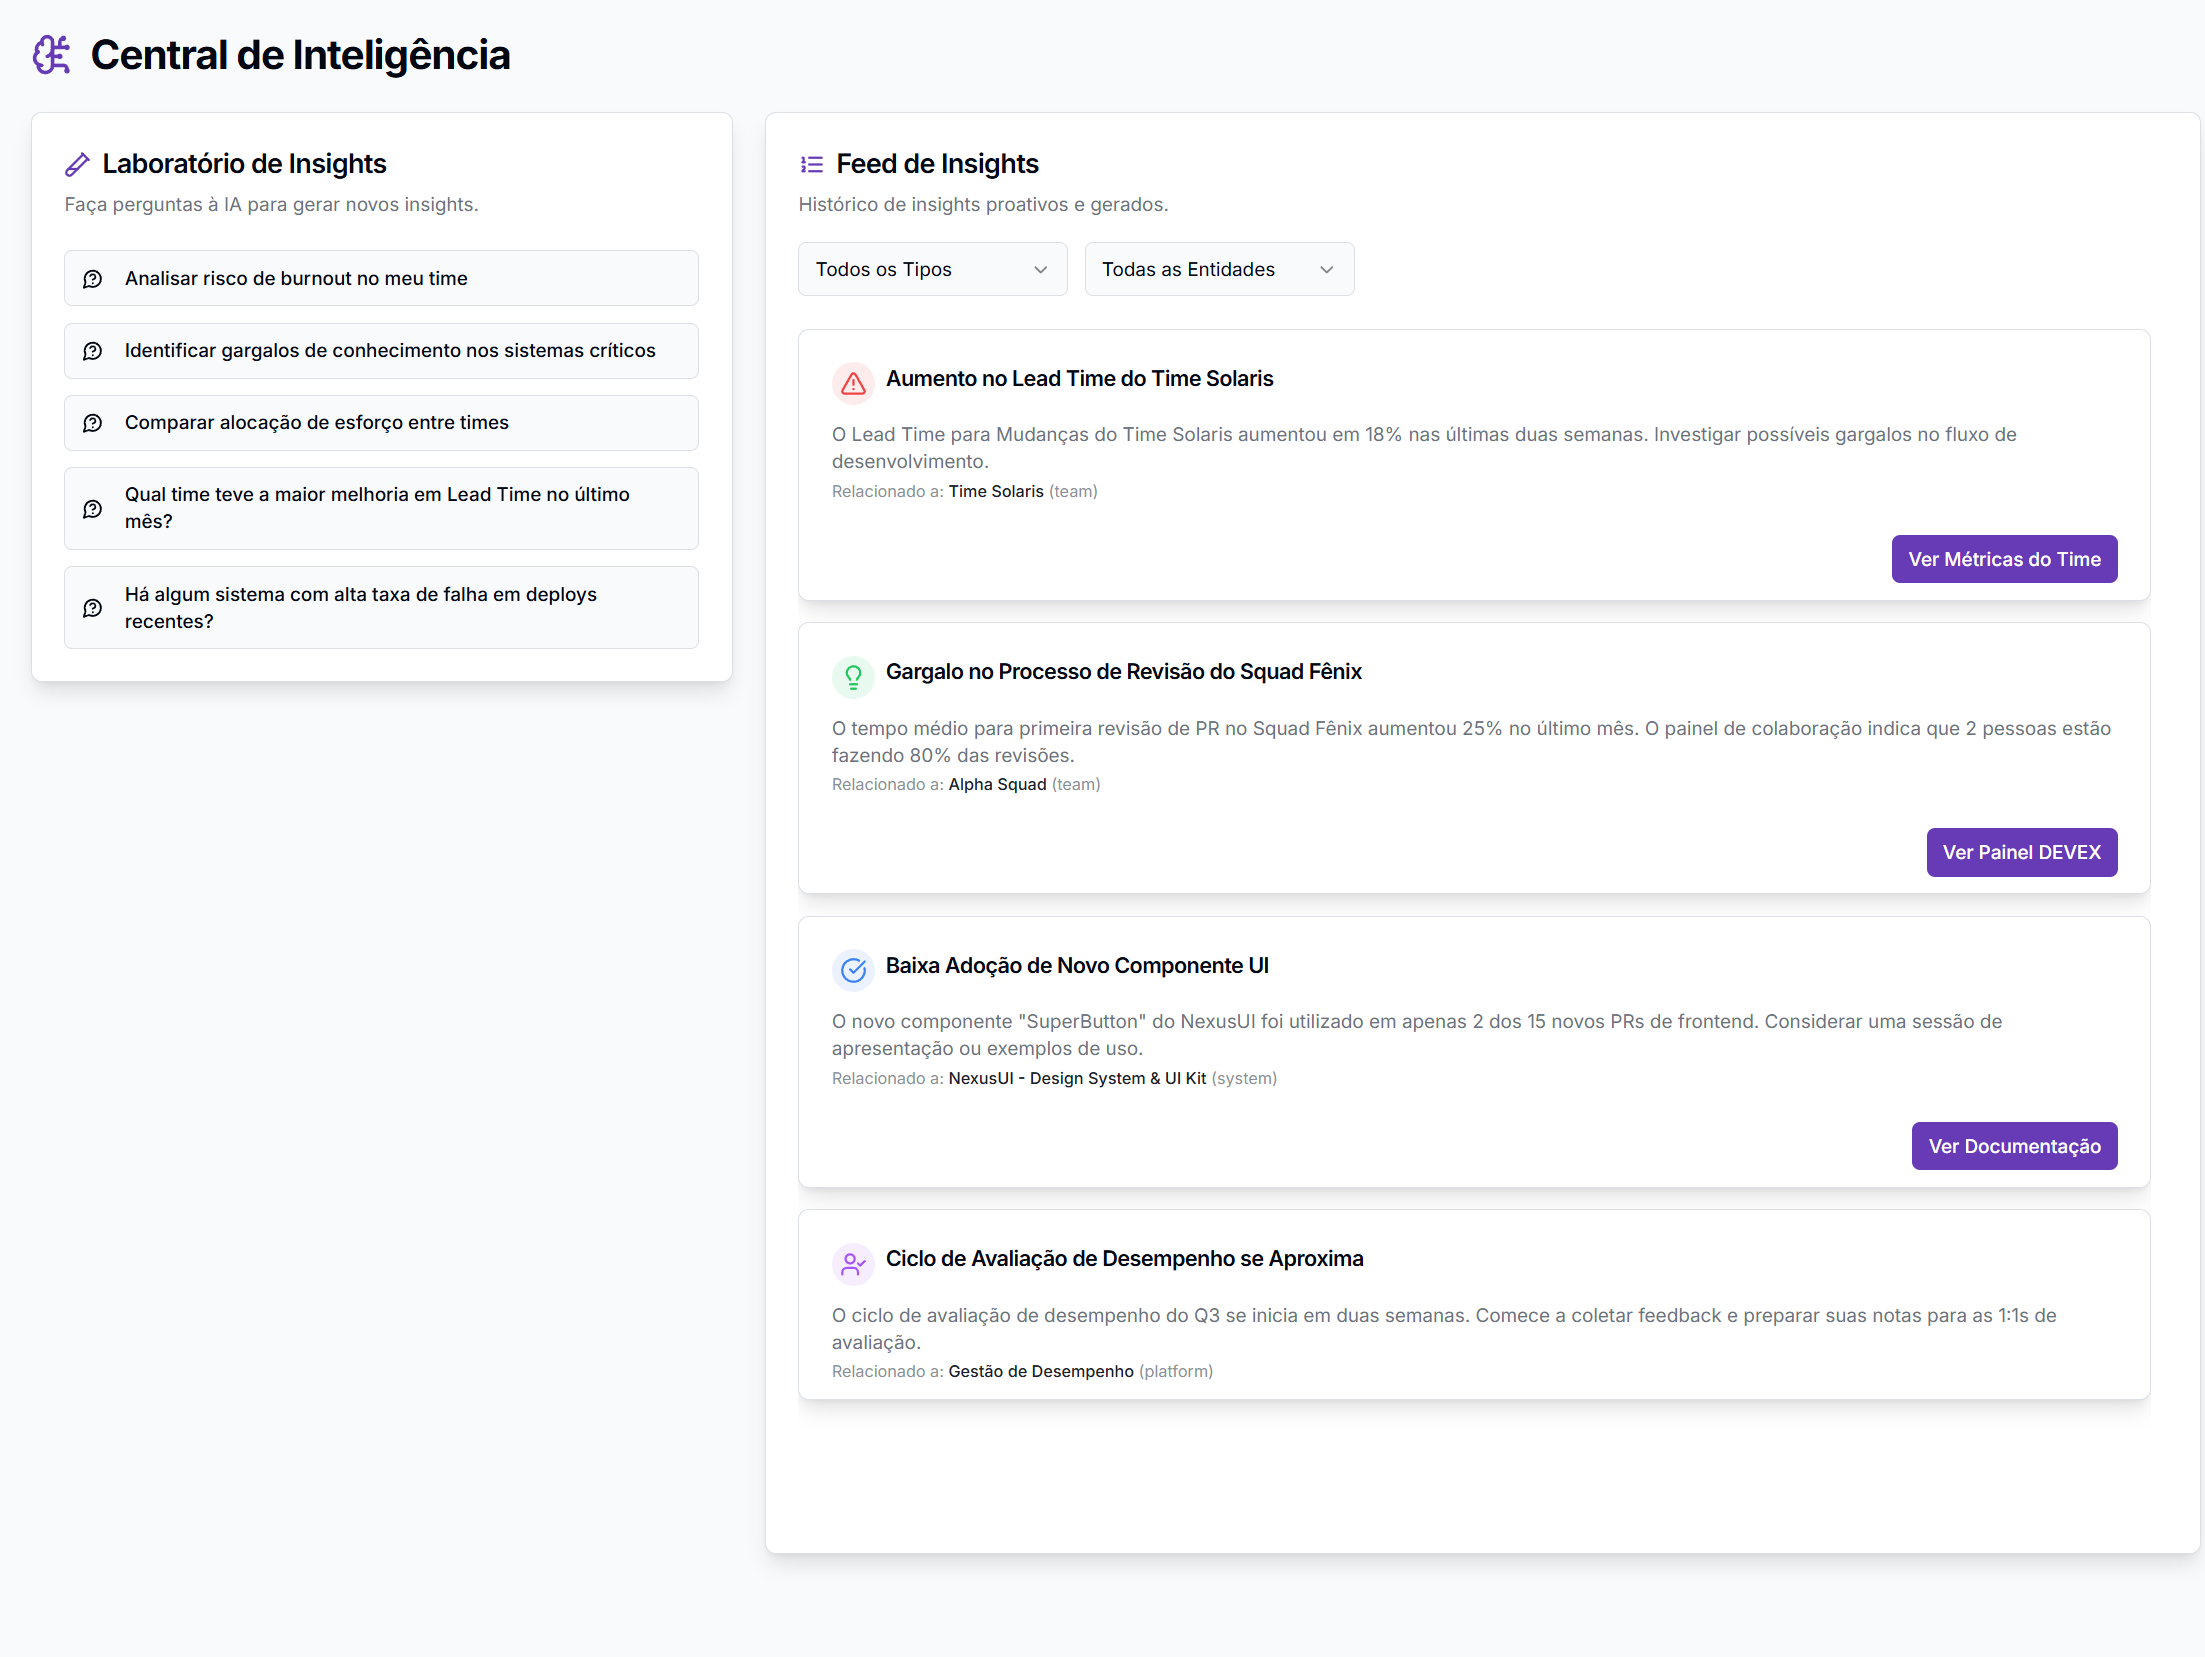 Central de Inteligência
Laboratório de Insights
Faça perguntas à IA para gerar novos insights.
Analisar risco de burnout no meu time
Identificar gargalos de conhecimento nos sistemas críticos
Comparar alocação de esforço entre times
Qual time teve a maior melhoria em Lead Time no último
mês?
Há algum sistema com alta taxa de falha em deploys
recentes?
Feed de Insights
Histórico de insights proativos e gerados.
Todos os Tipos
Todas as Entidades
Aumento no Lead Time do Time Solaris
O Lead Time para Mudanças do Time Solaris aumentou em 18% nas últimas duas semanas. Investigar possíveis gargalos no fluxo de
desenvolvimento.
Relacionado a: Time Solaris (team)
Ver Métricas do Time
Gargalo no Processo de Revisão do Squad Fênix
O tempo médio para primeira revisão de PR no Squad Fênix aumentou 25% no último mês. O painel de colaboração indica que 2 pessoas estão
fazendo 80% das revisões.
Relacionado a: Alpha Squad (team)
Ver Painel DEVEX
Baixa Adoção de Novo Componente UI
O novo componente "SuperButton" do NexusUI foi utilizado em apenas 2 dos 15 novos PRs de frontend. Considerar uma sessão de
apresentação ou exemplos de uso.
Relacionado a: NexusUI - Design System & UI Kit (system)
Ver Documentação
Ciclo de Avaliação de Desempenho se Aproxima
O ciclo de avaliação de desempenho do Q3 se inicia em duas semanas. Comece a coletar feedback e preparar suas notas para as 1:1s de
avaliação.
Relacionado a: Gestão de Desempenho (platform)